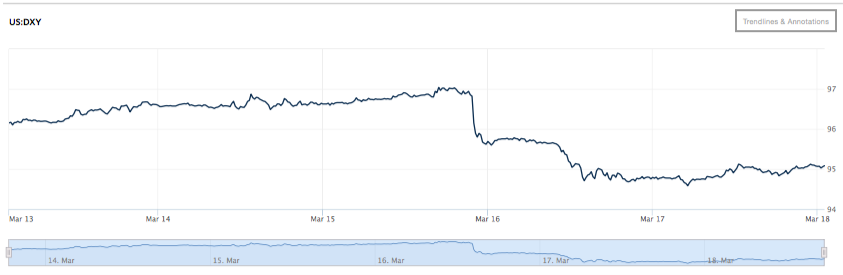 US:DXY
Trendlines & Annotations
97
96
95
94
Mar 13 Mar 14 Mar 15 Mar 16 Mar 17 Mar 18
14. Mar 15. Mar 16. Mar 17. Mar 18. Mar